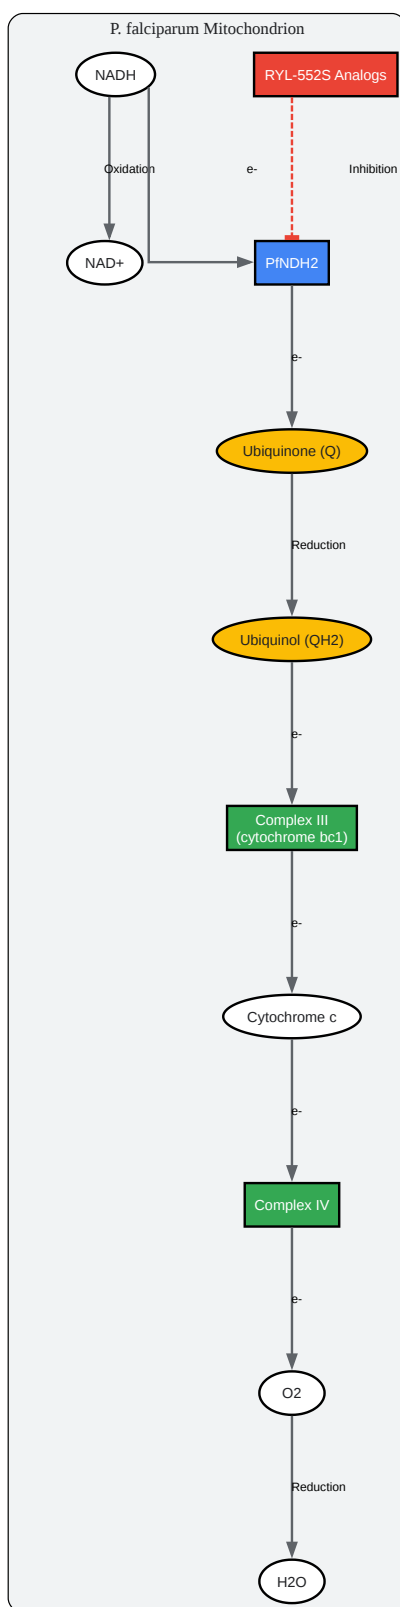 P. falciparum Mitochondrion
NADH
RYL-552S Analogs
Oxidation
e-
Inhibition
NAD+
PfNDH2
e-
Ubiquinone (Q)
Reduction
Ubiquinol (QH2)
e-
Complex III
(cytochrome bc1)
e-
Cytochrome c
e-
Complex IV
e-
O2
Reduction
H2O